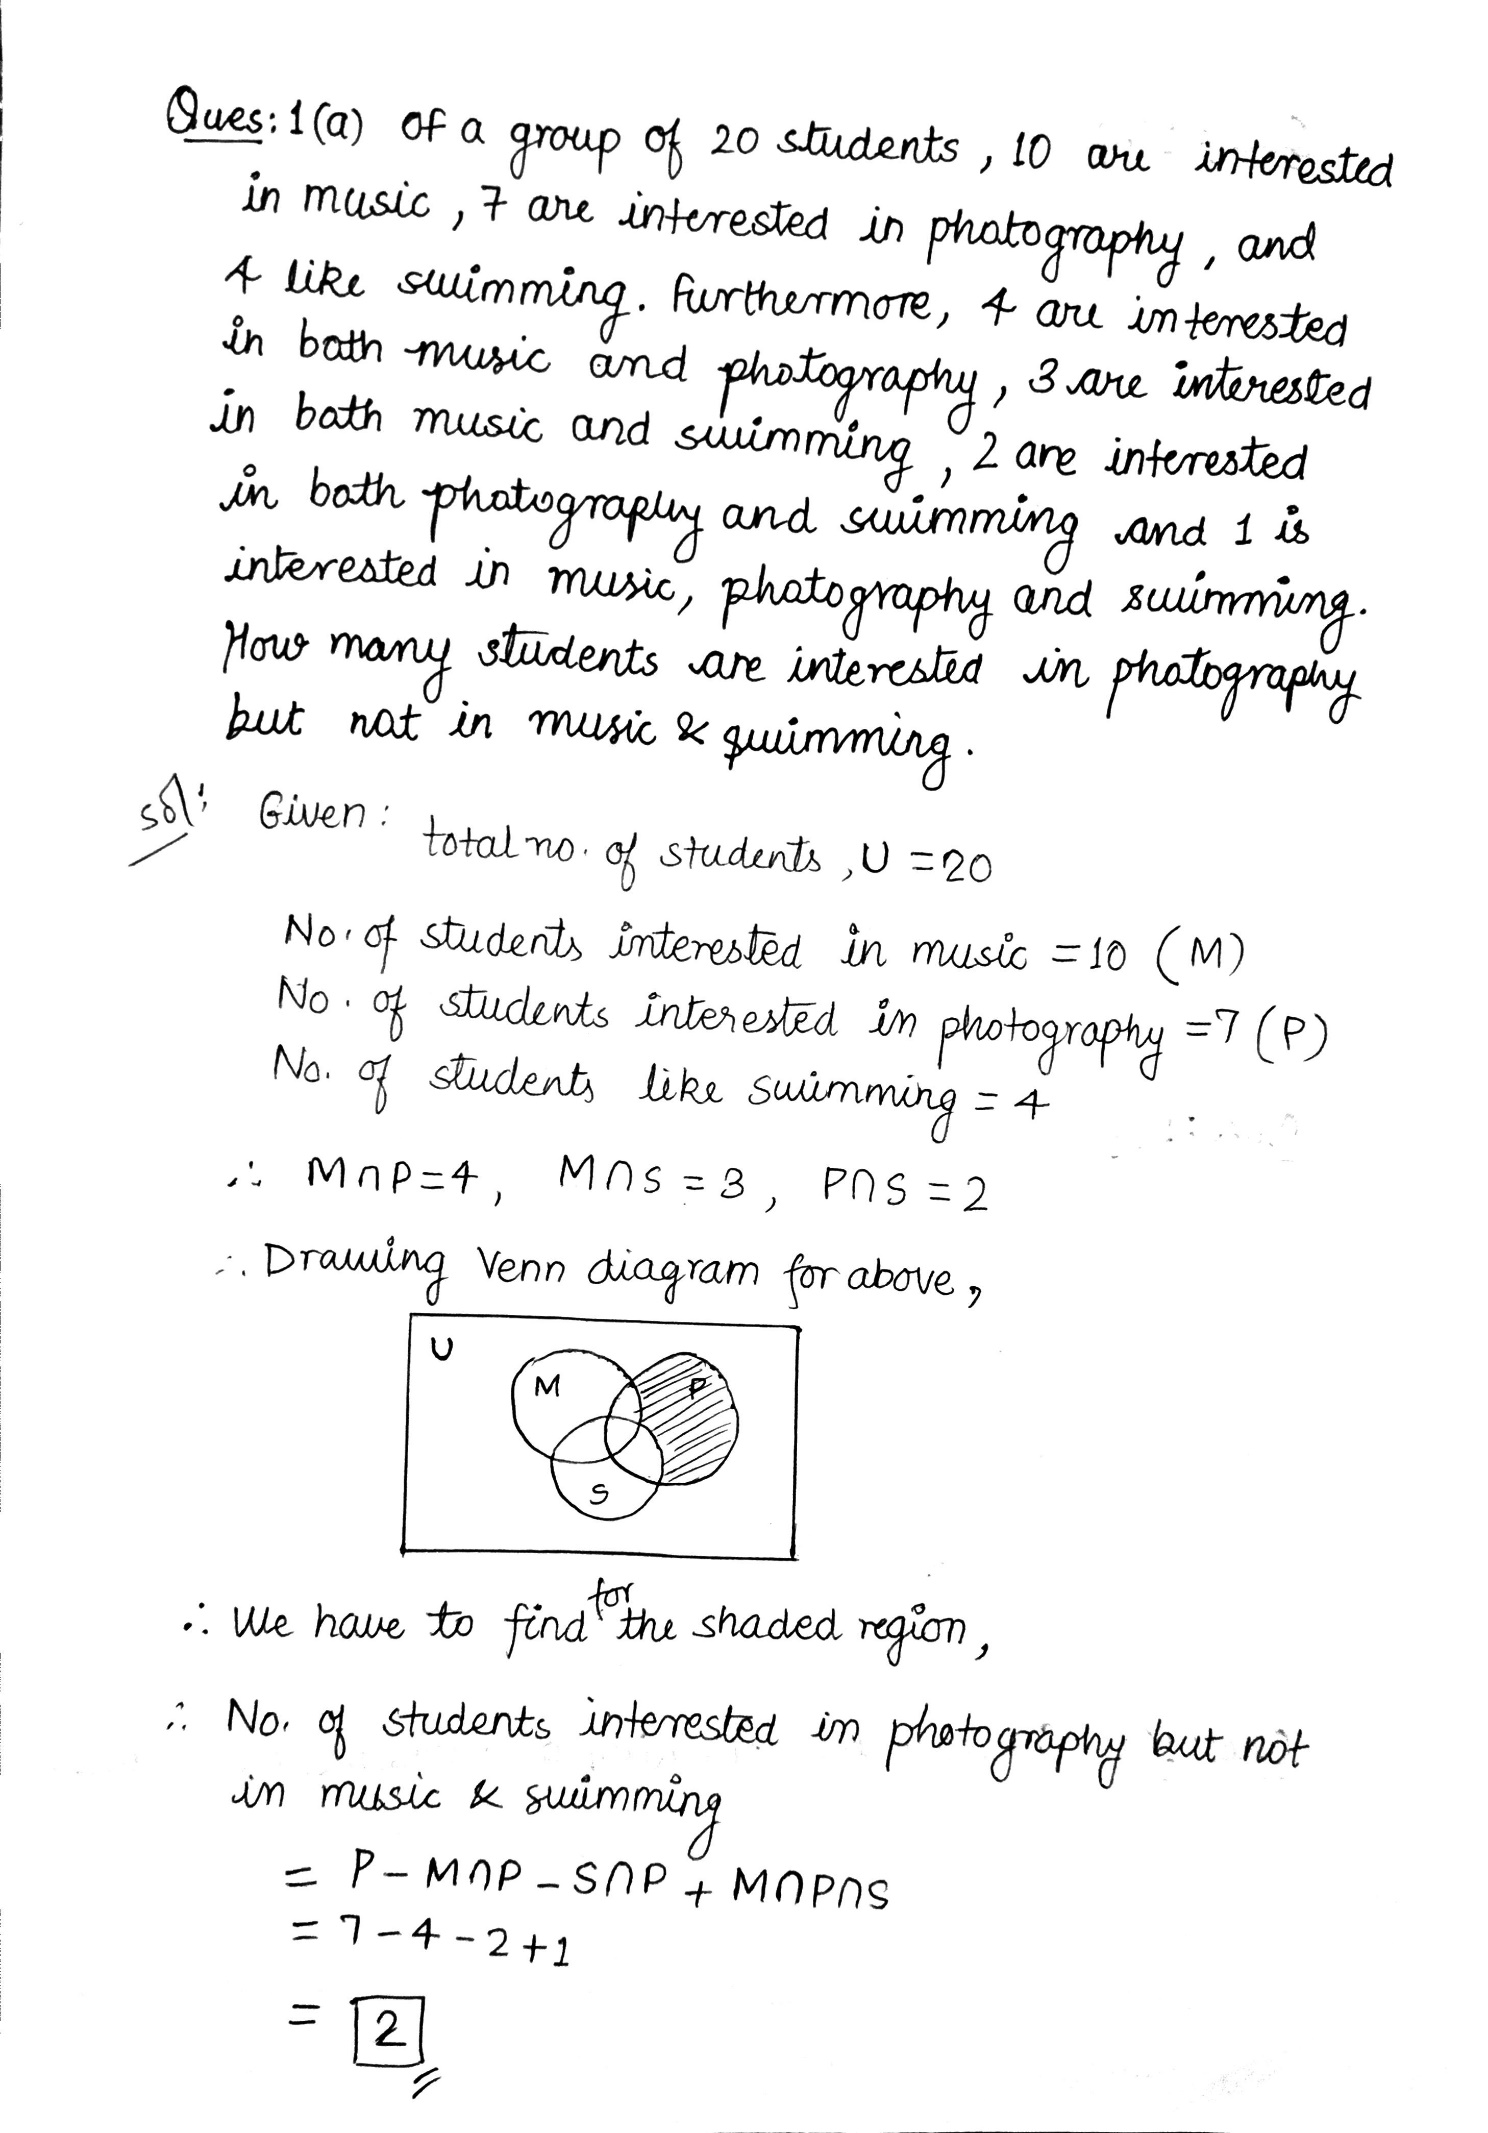 Ques: 1(a) Of a group of 20 students, 10 are interested
in music, 7 are interested in photography, and
4 like swimming. Furthermore, 4 are interested
in both music and photography, 3 are interested
in both music and swimming, 2 are interested
in both photography and swimming and 1 is
interested in music, photography and swimming.
How many students are interested in photography
but not in music & swimming.
Sol: Given: total no. of students, U = 20
No. of students interested in music = 10 (M)
No. of students interested in photography = 7 (P)
No. of students like swimming = 4
∴ M∩P = 4, M∩S = 3, P∩S = 2
∴ Drawing Venn diagram for above,
U
M P
S
∴ We have to find for the shaded region,
∴ No. of students interested in photography but not
in music & swimming
= P - M∩P - S∩P + M∩P∩S
= 7 - 4 - 2 + 1
= 2